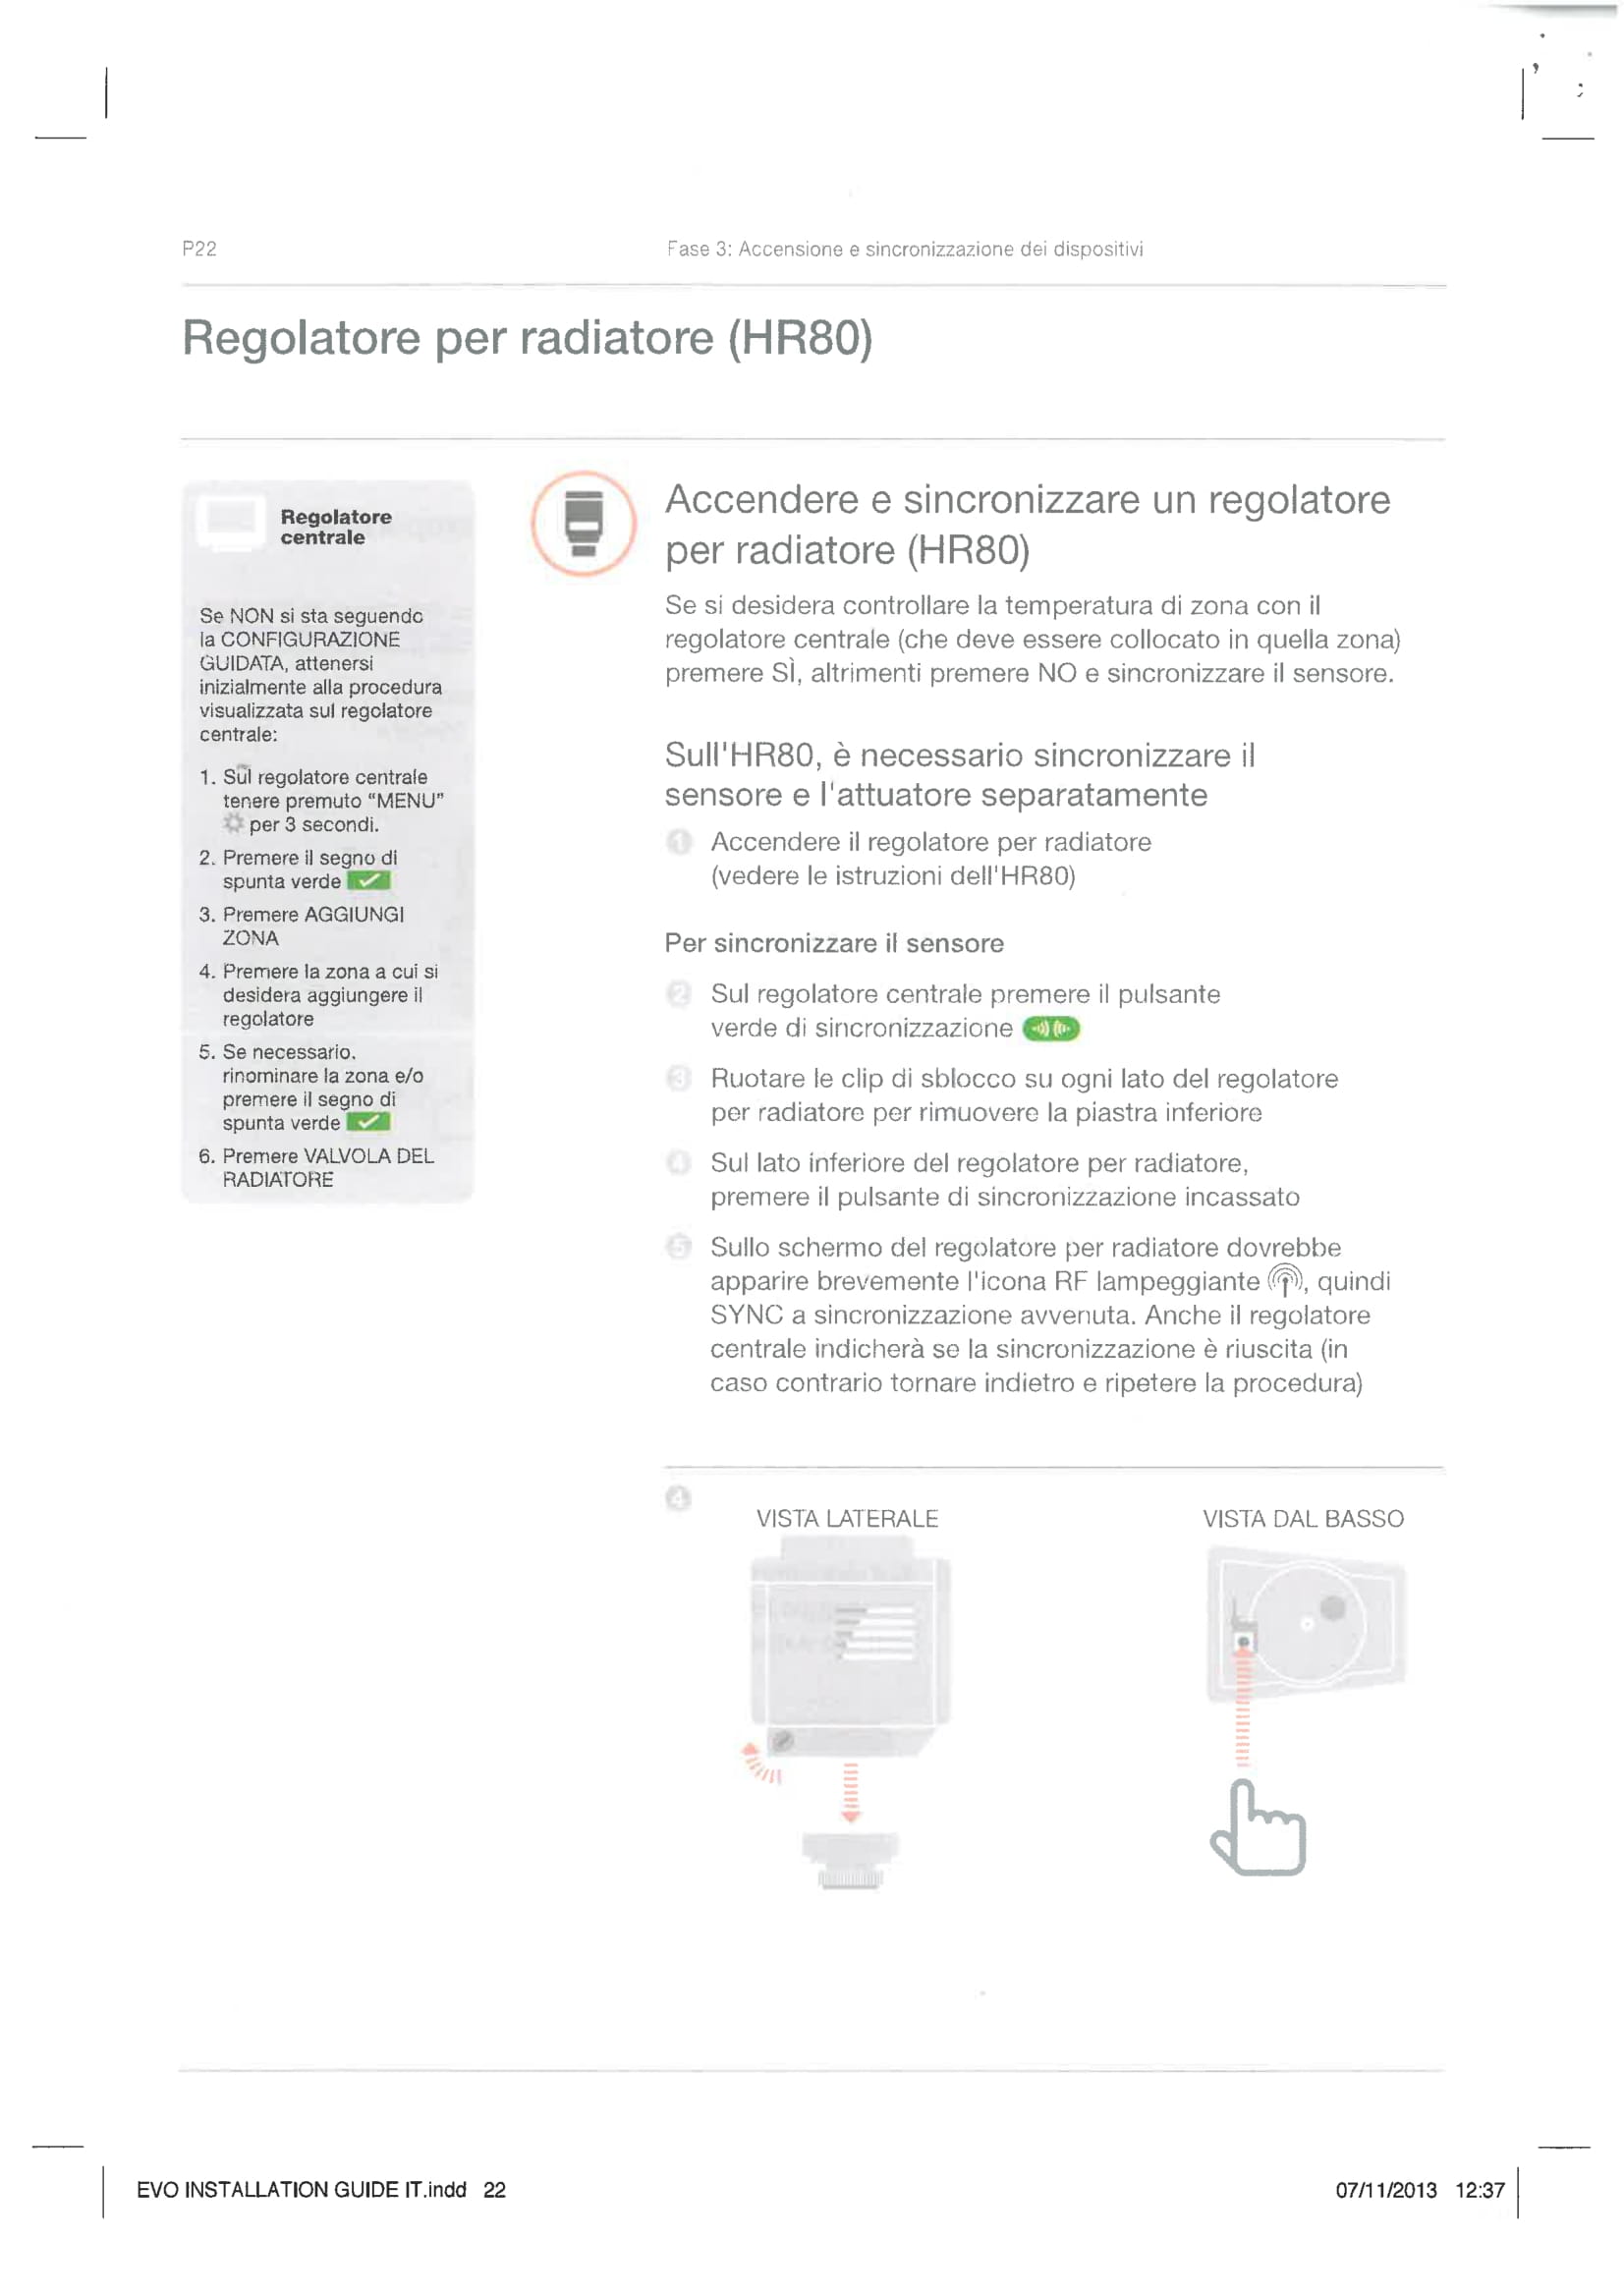 P22
Fase 3: Accensione e sincronizzazione dei dispositivi
Regolatore per radiatore (HR80)
Regolatore
centrale
Se NON si sta seguendo
la CONFIGURAZIONE
GUIDATA, attenersi
inizialmente alla procedura
visualizzata sul regolatore
centrale:
1. Sul regolatore centrale
tenere premuto “MENU”
per 3 secondi.
2. Premere il segno di
spunta verde
3. Premere AGGIUNGI
ZONA
4. Premere la zona a cui si
desidera aggiungere il
regolatore
5. Se necessario,
rinominare la zona e/o
premere il segno di
spunta verde
6. Premere VALVOLA DEL
RADIATORE
Accendere e sincronizzare un regolatore
per radiatore (HR80)
Se si desidera controllare la temperatura di zona con il
regolatore centrale (che deve essere collocato in quella zona)
premere SÌ, altrimenti premere NO e sincronizzare il sensore.
Sull'HR80, è necessario sincronizzare il
sensore e l'attuatore separatamente
1 Accendere il regolatore per radiatore
(vedere le istruzioni dell'HR80)
Per sincronizzare il sensore
2 Sul regolatore centrale premere il pulsante
verde di sincronizzazione
3 Ruotare le clip di sblocco su ogni lato del regolatore
per radiatore per rimuovere la piastra inferiore
4 Sul lato inferiore del regolatore per radiatore,
premere il pulsante di sincronizzazione incassato
5 Sullo schermo del regolatore per radiatore dovrebbe
apparire brevemente l'icona RF lampeggiante , quindi
SYNC a sincronizzazione avvenuta. Anche il regolatore
centrale indicherà se la sincronizzazione è riuscita (in
caso contrario tornare indietro e ripetere la procedura)
4
VISTA LATERALE
VISTA DAL BASSO
EVO INSTALLATION GUIDE IT.indd 22
07/11/2013 12:37